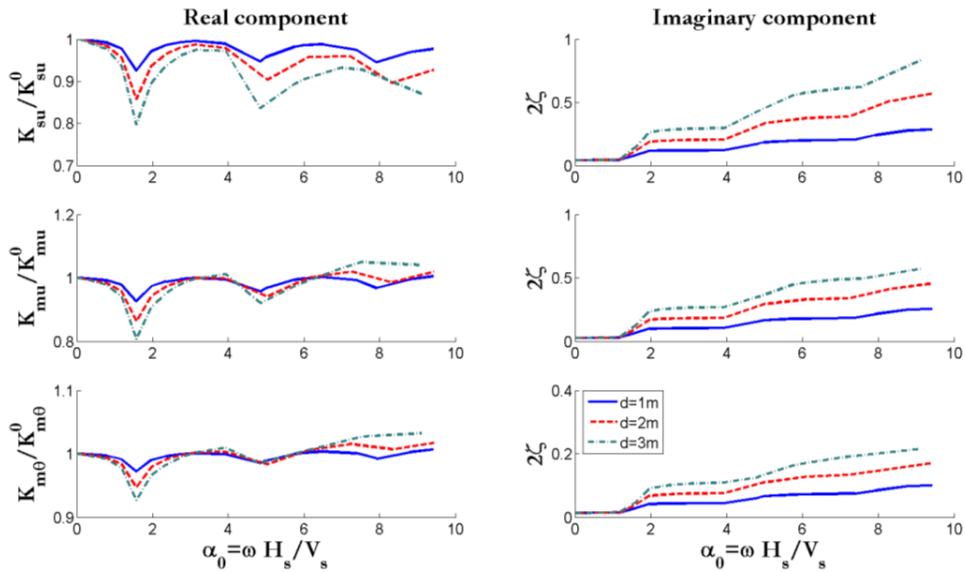 Real component
Imaginary component
K_su/K^0_su
1
0.9
0.8
0.7
0 2 4 6 8 10
2ζ
1
0.5
0
0 2 4 6 8 10
K_mu/K^0_mu
1.2
1
0.8
0 2 4 6 8 10
2ζ
1
0.5
0
0 2 4 6 8 10
K_mθ/K^0_mθ
1.1
1
0.9
0 2 4 6 8 10
α_0=ω H_s/V_s
2ζ
0.4
0.2
0
d=1m
d=2m
d=3m
0 2 4 6 8 10
α_0=ω H_s/V_s